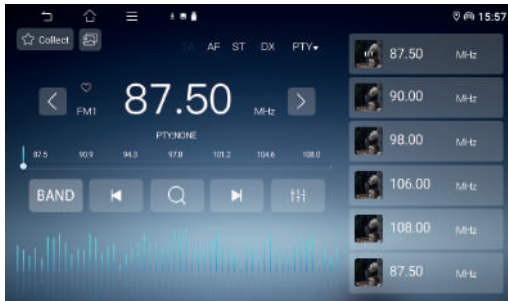 15:57
Collect
TA AF ST DX PTY
FM1 87.50 MHz
PTY:NONE
87.5 90.9 94.3 97.8 101.2 104.6 108.0
BAND
87.50 MHz
90.00 MHz
98.00 MHz
106.00 MHz
108.00 MHz
87.50 MHz